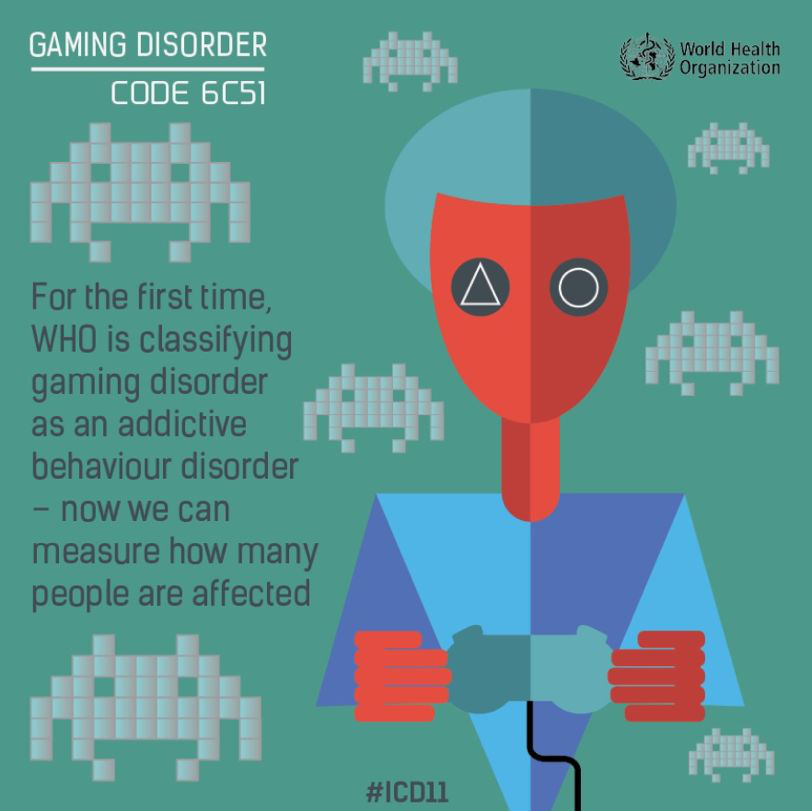 GAMING DISORDER
CODE 6C51
World Health
Organization
For the first time,
WHO is classifying
gaming disorder
as an addictive
behaviour disorder
– now we can
measure how many
people are affected
#ICD11